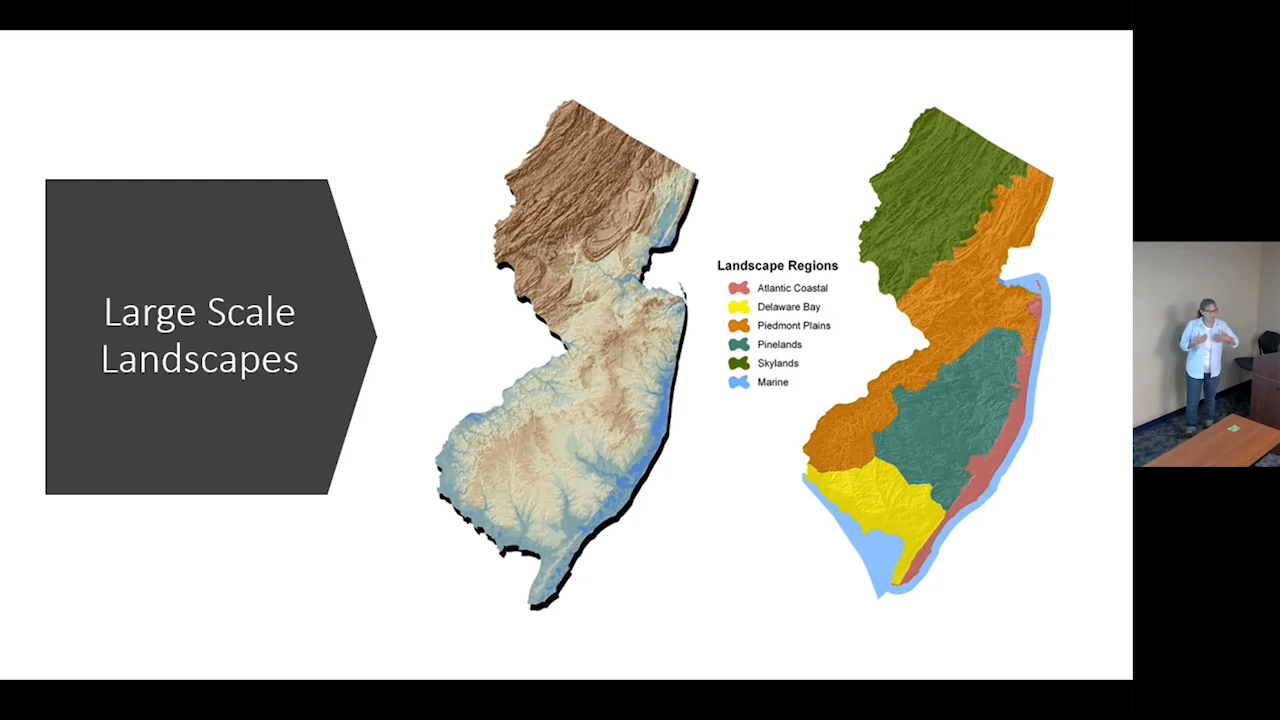 Large Scale
Landscapes
Landscape Regions
Atlantic Coastal
Delaware Bay
Piedmont Plains
Pinelands
Skylands
Marine